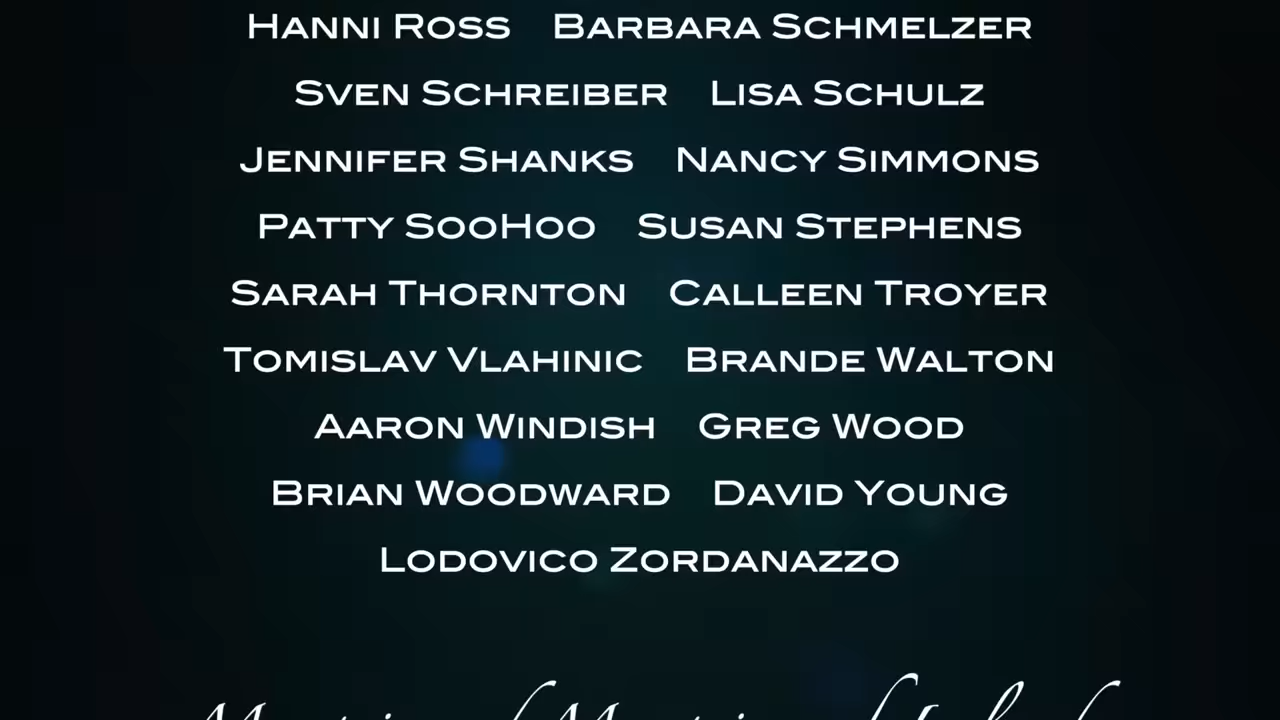 Hanni Ross Barbara Schmelzer
Sven Schreiber Lisa Schulz
Jennifer Shanks Nancy Simmons
Patty SooHoo Susan Stephens
Sarah Thornton Calleen Troyer
Tomislav Vlahinic Brande Walton
Aaron Windish Greg Wood
Brian Woodward David Young
Lodovico Zordanazzo